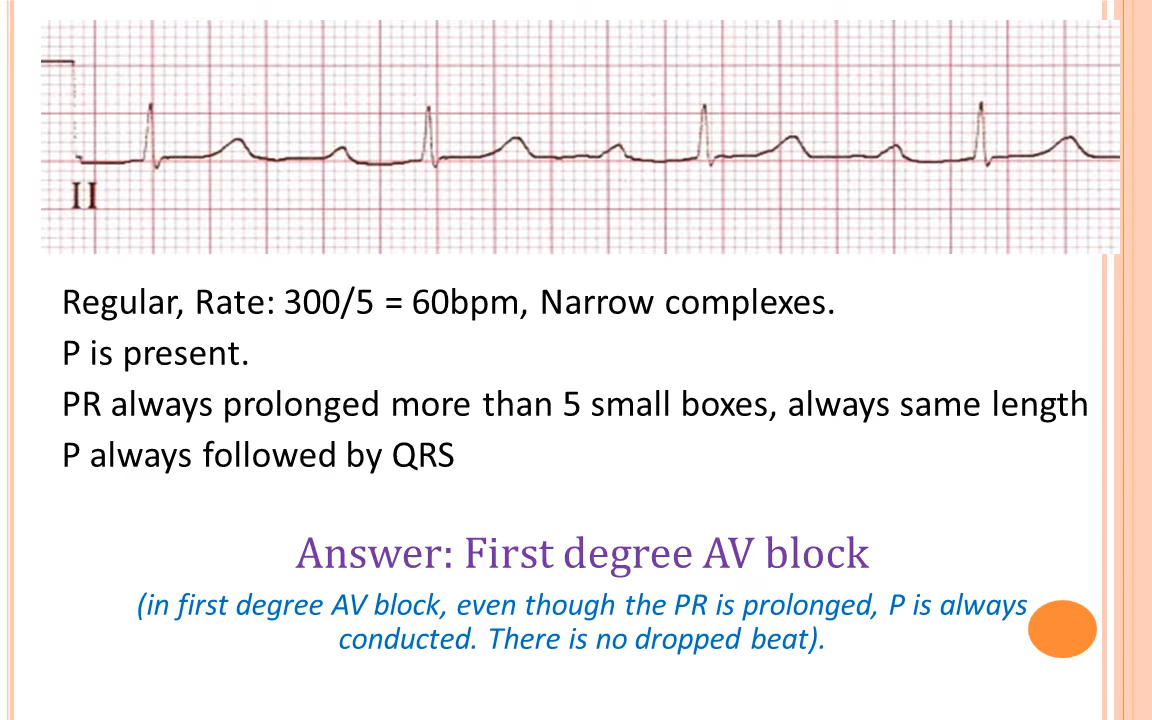 II
Regular, Rate: 300/5 = 60bpm, Narrow complexes.
P is present.
PR always prolonged more than 5 small boxes, always same length
P always followed by QRS
Answer: First degree AV block
(in first degree AV block, even though the PR is prolonged, P is always
conducted. There is no dropped beat).